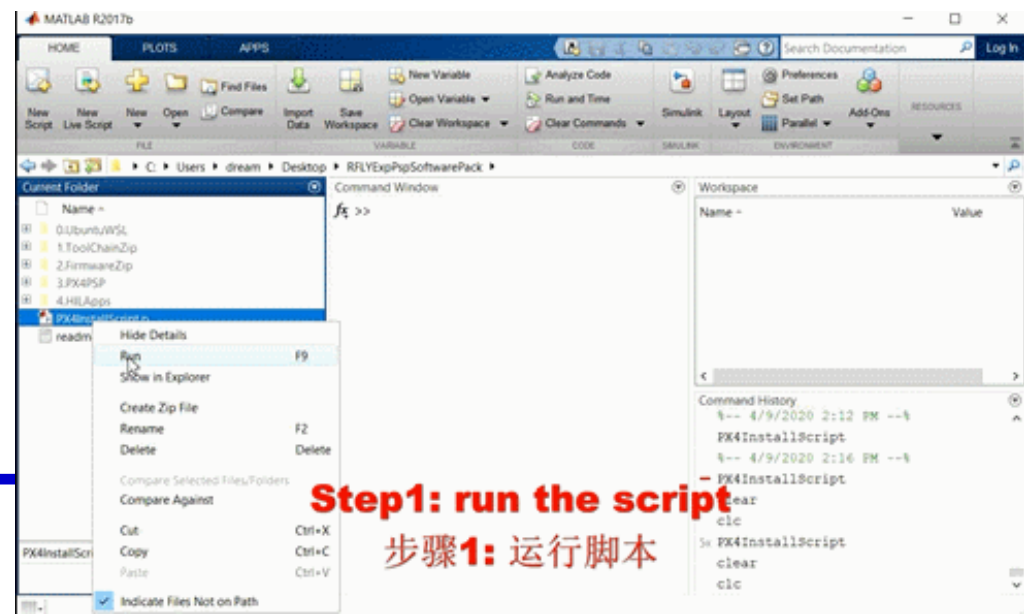 MATLAB R2017b
HOME PLOTS APPS
Search Documentation
Log In
New Script
New Live Script
New
Open
Find Files
Compare
Import Data
Save Workspace
New Variable
Open Variable
Clear Workspace
Analyze Code
Run and Time
Clear Commands
Simulink
Layout
Preferences
Set Path
Parallel
Add-Ons
RESOURCES
FILE VARIABLE CODE SIMULINK ENVIRONMENT
C: Users dream Desktop RFLYExpPspSoftwarePack
Current Folder
Name
0.UbuntuWSL
1.ToolChainZip
2.FirmwareZip
3.PX4PSP
4.HILApps
PX4InstallScript.p
readm
Hide Details
Run F9
Show in Explorer
Create Zip File
Rename F2
Delete Delete
Compare Selected Files/Folders
Compare Against
Cut Ctrl+X
Copy Ctrl+C
Paste Ctrl+V
Indicate Files Not on Path
PX4InstallScri
Command Window
fx >>
Workspace
Name Value
Command History
%-- 4/9/2020 2:12 PM --%
PX4InstallScript
%-- 4/9/2020 2:16 PM --%
PX4InstallScript
clear
clc
5x PX4InstallScript
clear
clc
Step1: run the script
步骤1: 运行脚本